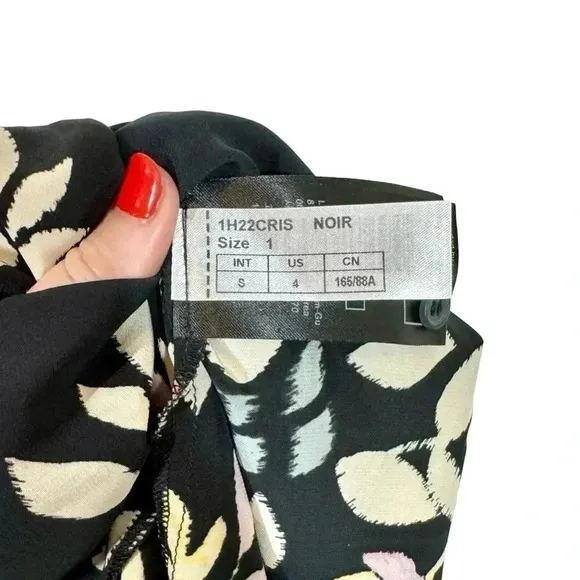 1H22CRIS NOIR
Size 1
INT US CN
S 4 165/88A